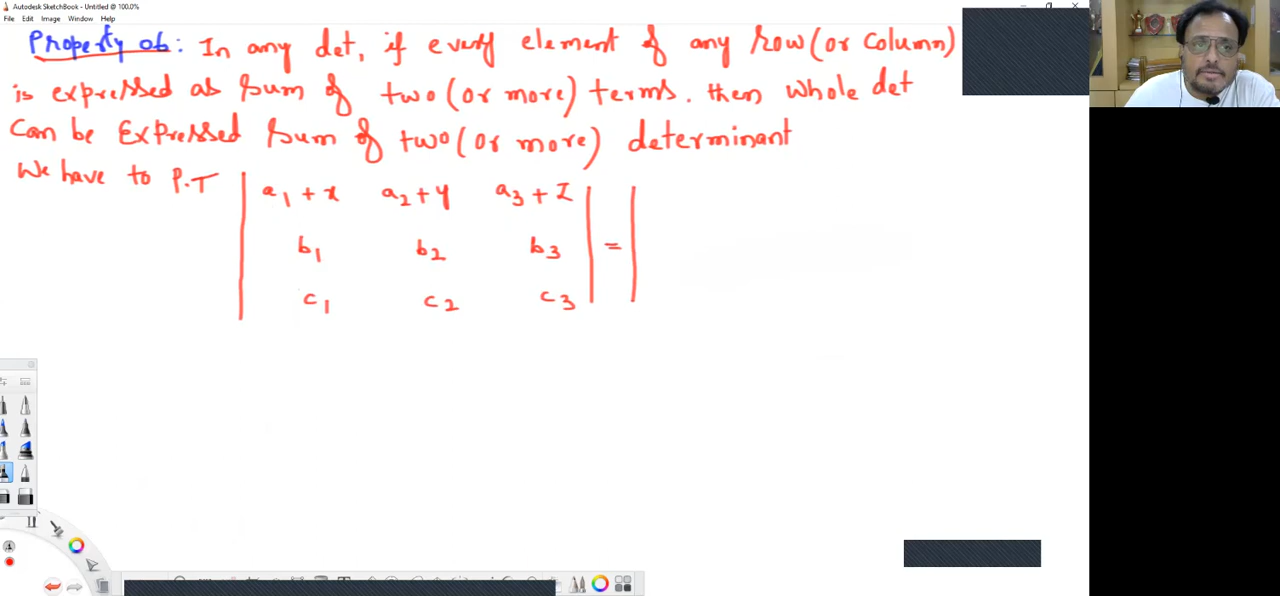 Autodesk SketchBook - Untitled @ 100.0%
File Edit Image Window Help
Property 06: In any det, if every element of any row (or column)
is expressed as sum of two (or more) terms. then whole det
can be Expressed sum of two (or more) determinant
We have to P.T | a1 + x a2 + y a3 + z | = |
b1 b2 b3
c1 c2 c3